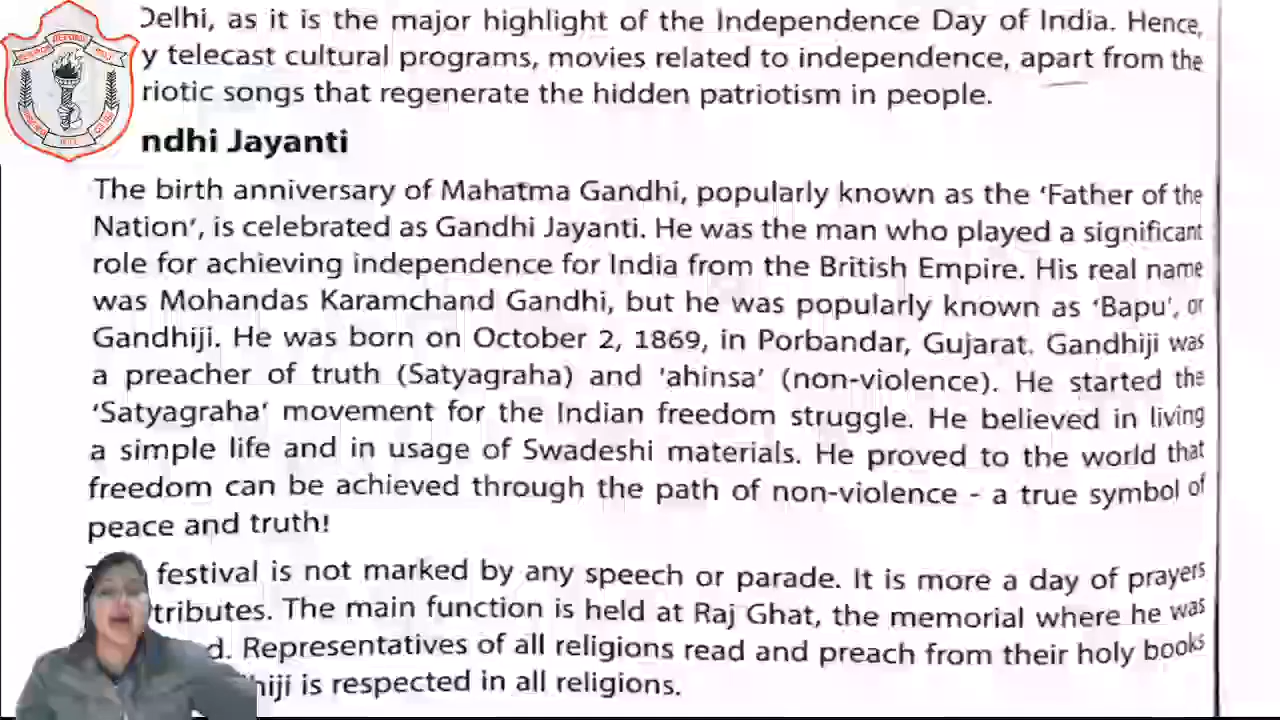 Delhi, as it is the major highlight of the Independence Day of India. Hence,
y telecast cultural programs, movies related to independence, apart from the
riotic songs that regenerate the hidden patriotism in people.
ndhi Jayanti
The birth anniversary of Mahatma Gandhi, popularly known as the 'Father of the
Nation', is celebrated as Gandhi Jayanti. He was the man who played a significant
role for achieving independence for India from the British Empire. His real name
was Mohandas Karamchand Gandhi, but he was popularly known as 'Bapu', or
Gandhiji. He was born on October 2, 1869, in Porbandar, Gujarat. Gandhiji was
a preacher of truth (Satyagraha) and 'ahinsa' (non-violence). He started the
'Satyagraha' movement for the Indian freedom struggle. He believed in living
a simple life and in usage of Swadeshi materials. He proved to the world that
freedom can be achieved through the path of non-violence - a true symbol of
peace and truth!
festival is not marked by any speech or parade. It is more a day of prayers
tributes. The main function is held at Raj Ghat, the memorial where he was
d. Representatives of all religions read and preach from their holy books
hiji is respected in all religions.